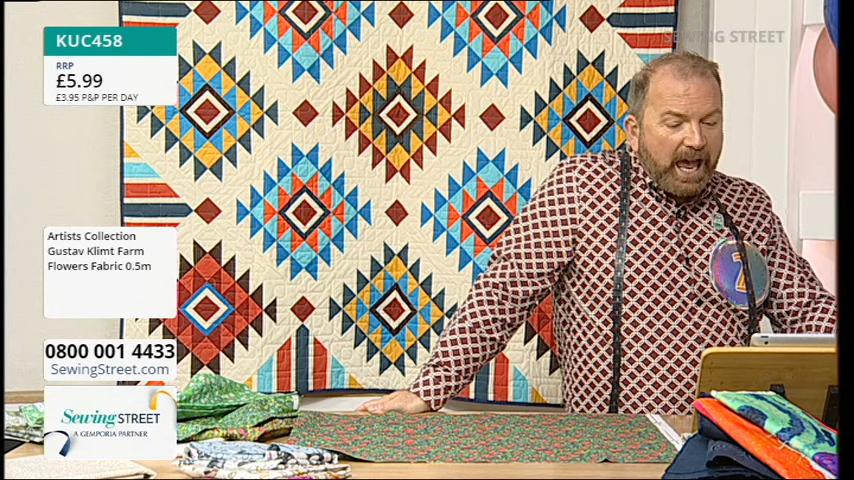 KUC458
SEWING STREET
RRP
£5.99
£3.95 P&P PER DAY
Artists Collection
Gustav Klimt Farm
Flowers Fabric 0.5m
0800 001 4433
SewingStreet.com
Sewing STREET
A GEMPORIA PARTNER
2